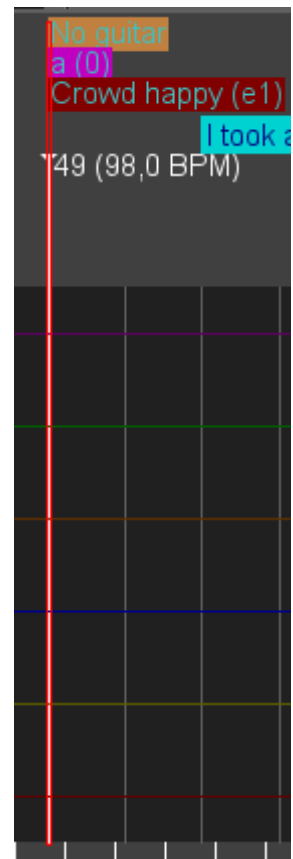 No guitar
a (0)
Crowd happy (e1)
I took a
49 (98,0 BPM)